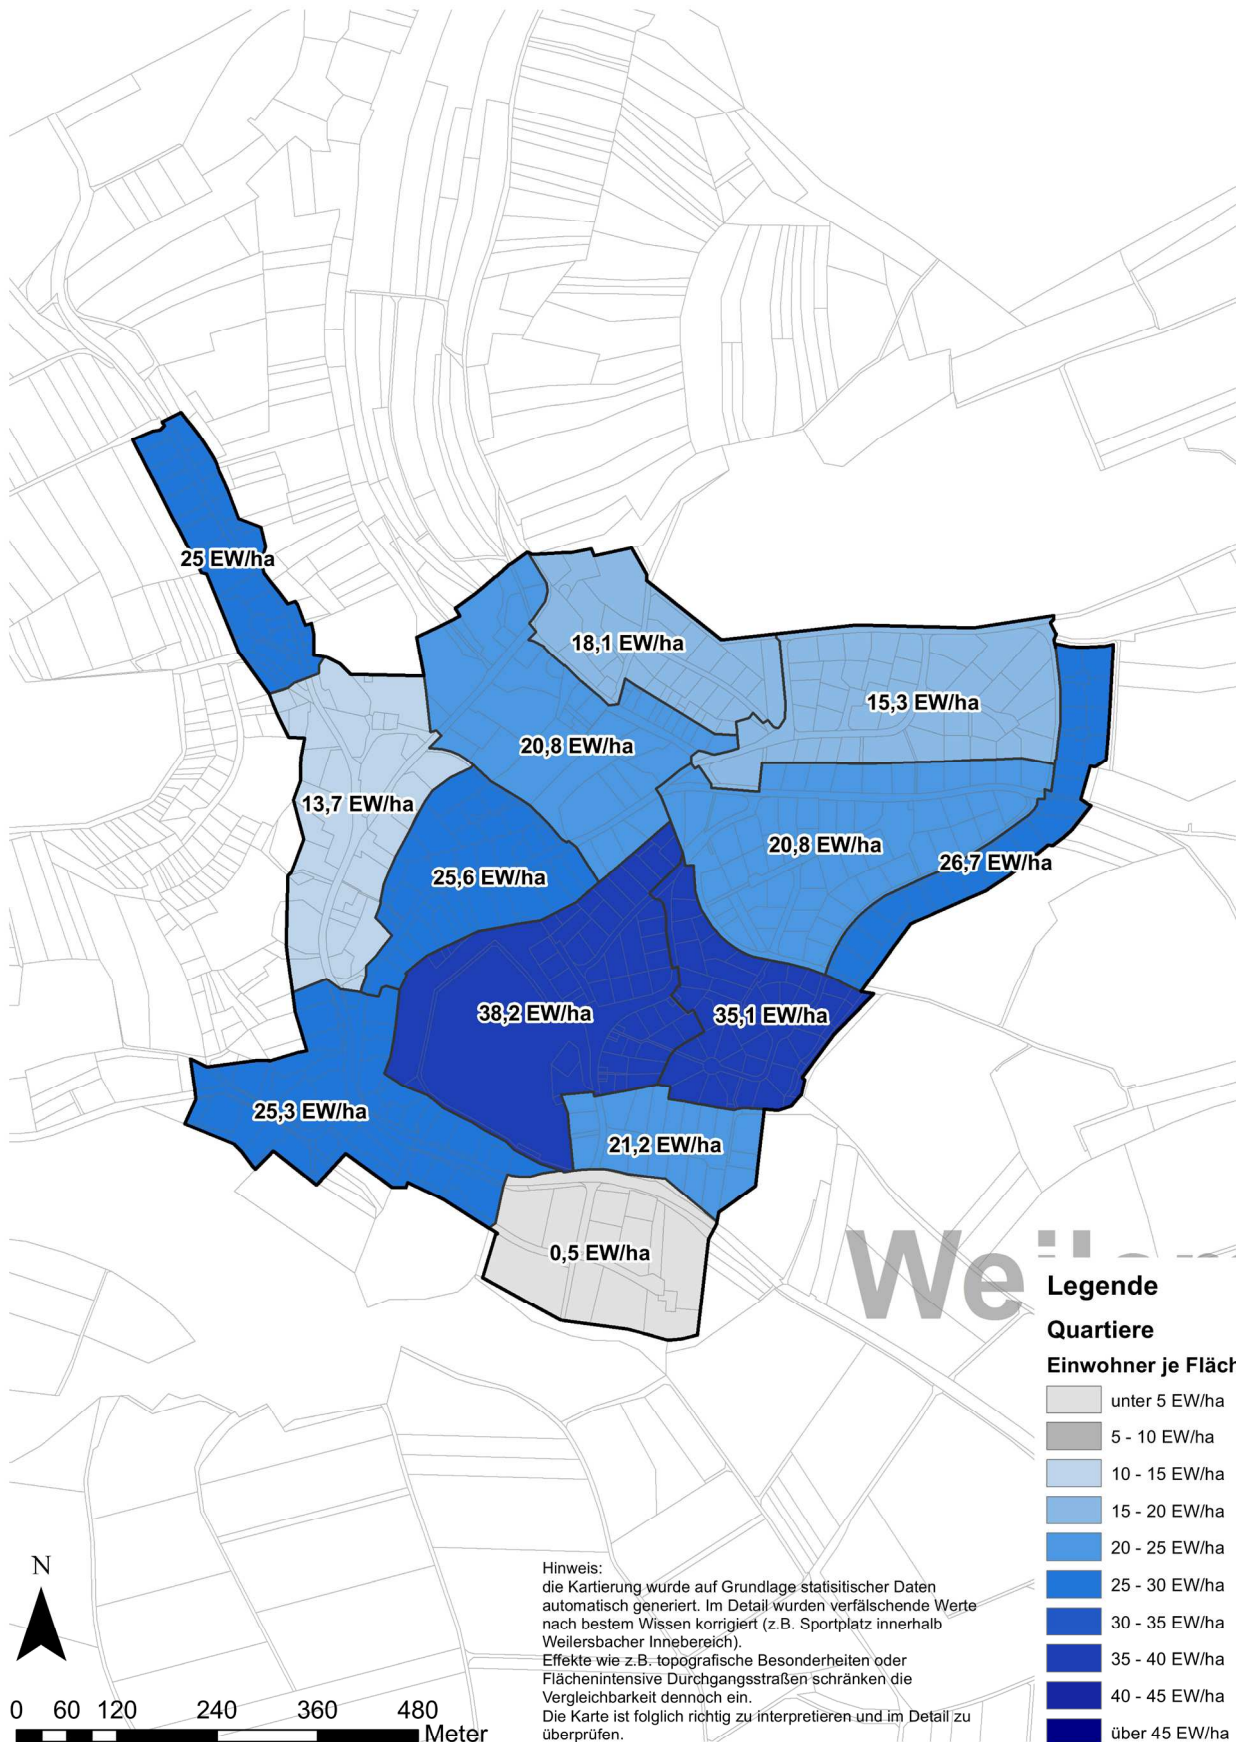 25 EW/ha
18,1 EW/ha
15,3 EW/ha
20,8 EW/ha
13,7 EW/ha
20,8 EW/ha
26,7 EW/ha
25,6 EW/ha
38,2 EW/ha
35,1 EW/ha
25,3 EW/ha
21,2 EW/ha
0,5 EW/ha
Legende
Quartiere
Einwohner je Fläch
unter 5 EW/ha
5 - 10 EW/ha
10 - 15 EW/ha
15 - 20 EW/ha
20 - 25 EW/ha
25 - 30 EW/ha
30 - 35 EW/ha
35 - 40 EW/ha
40 - 45 EW/ha
über 45 EW/ha
N
0 60 120 240 360 480
Meter
Hinweis:
die Kartierung wurde auf Grundlage statisitischer Daten
automatisch generiert. Im Detail wurden verfälschende Werte
nach bestem Wissen korrigiert (z.B. Sportplatz innerhalb
Weilersbacher Innebereich).
Effekte wie z.B. topografische Besonderheiten oder
Flächenintensive Durchgangsstraßen schränken die
Vergleichbarkeit dennoch ein.
Die Karte ist folglich richtig zu interpretieren und im Detail zu
überprüfen.